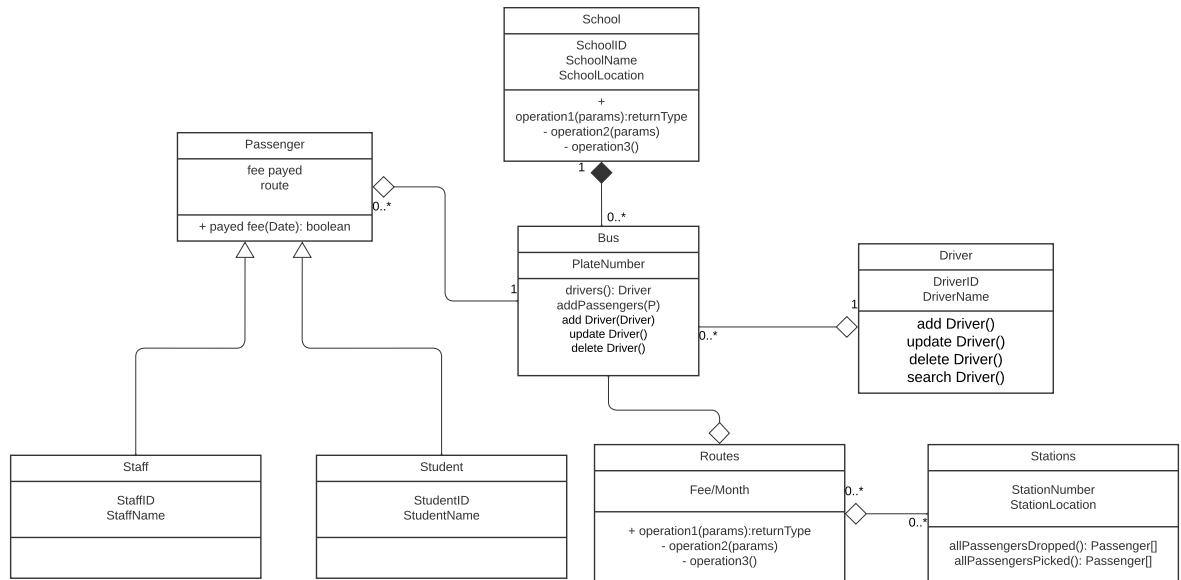 School
SchoolID
SchoolName
SchoolLocation
+
operation1(params):returnType
- operation2(params)
- operation3()
Passenger
fee payed
route
+ payed fee(Date): boolean
1
0..*
0..*
1
Bus
PlateNumber
drivers(): Driver
addPassengers(P)
add Driver(Driver)
update Driver()
delete Driver()
Driver
DriverID
DriverName
add Driver()
update Driver()
delete Driver()
search Driver()
1
0..*
Staff
StaffID
StaffName
Student
StudentID
StudentName
Routes
Fee/Month
+ operation1(params):returnType
- operation2(params)
- operation3()
0..*
0..*
Stations
StationNumber
StationLocation
allPassengersDropped(): Passenger[]
allPassengersPicked(): Passenger[]